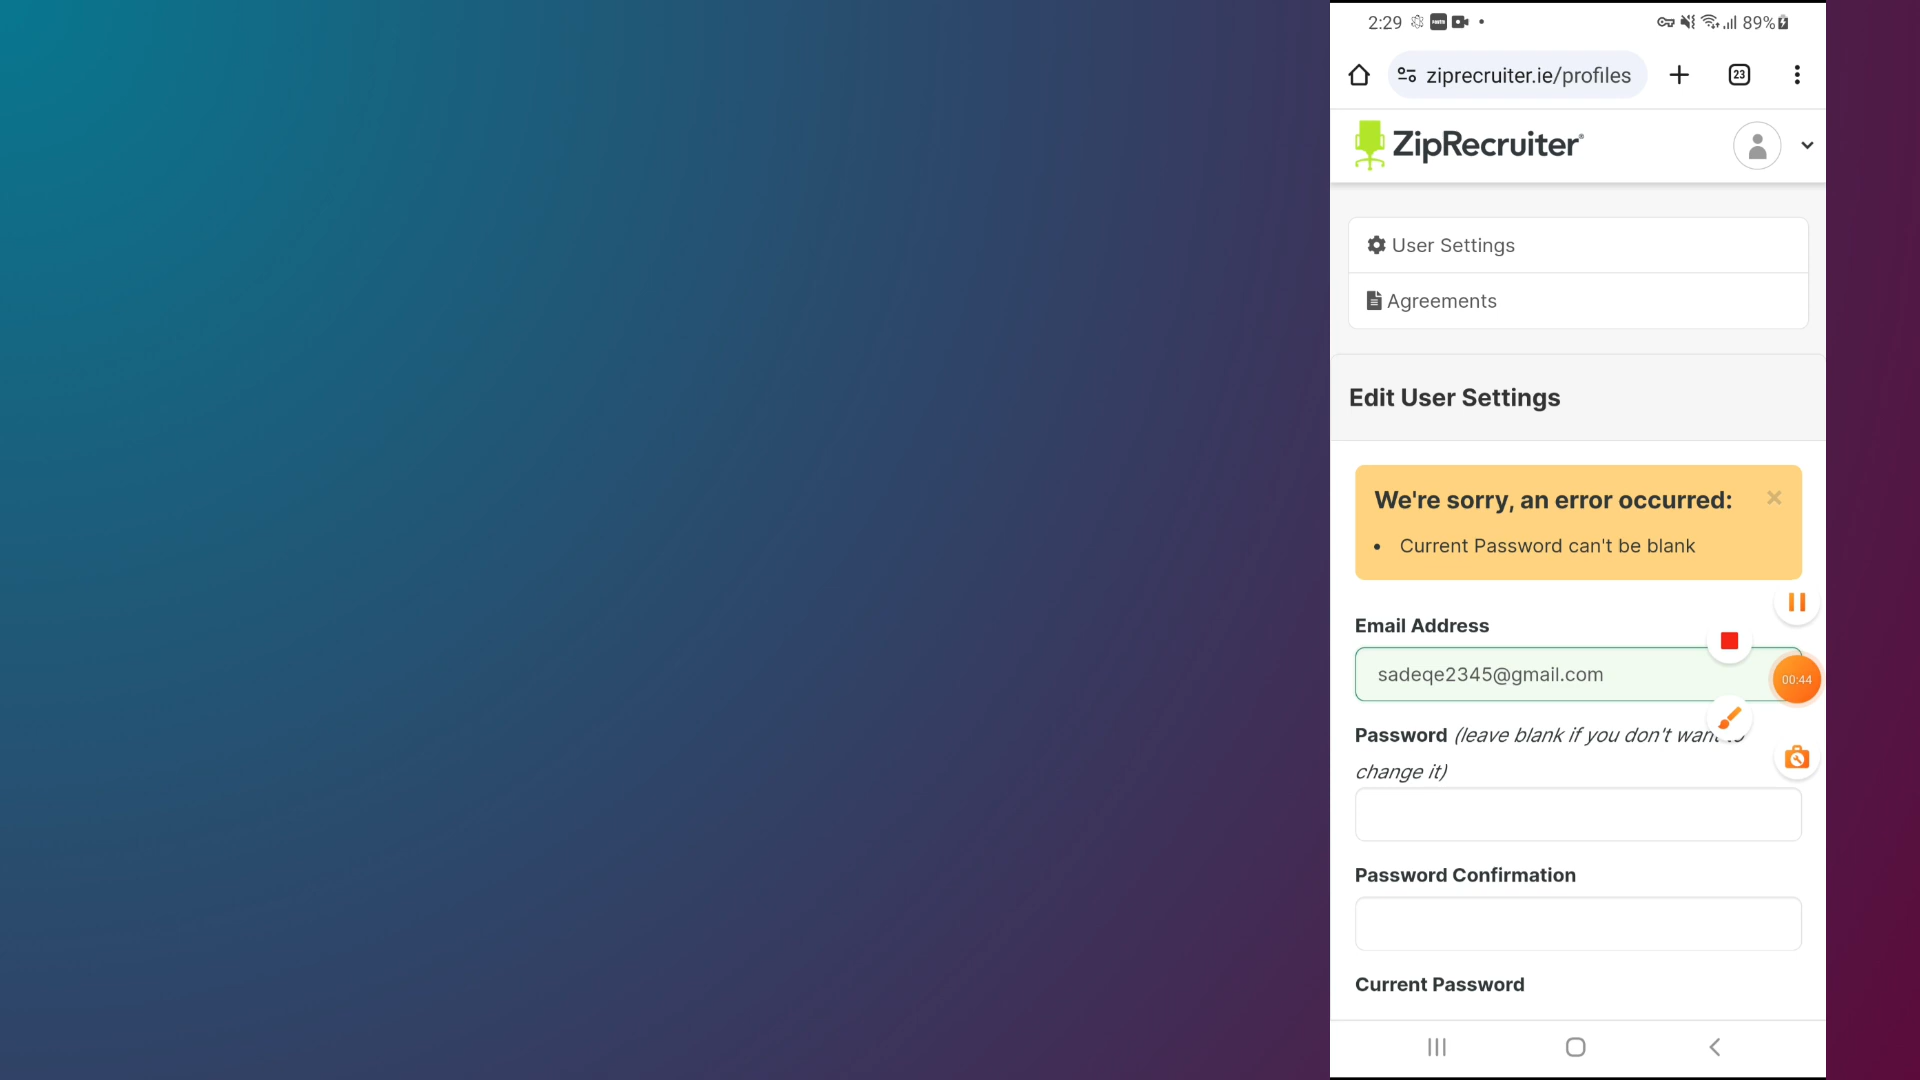 2:29
89%
ziprecruiter.ie/profiles
23
ZipRecruiter
User Settings
Agreements
Edit User Settings
We're sorry, an error occurred:
• Current Password can't be blank
Email Address
sadeqe2345@gmail.com
00:44
Password (leave blank if you don't want to
change it)
Password Confirmation
Current Password